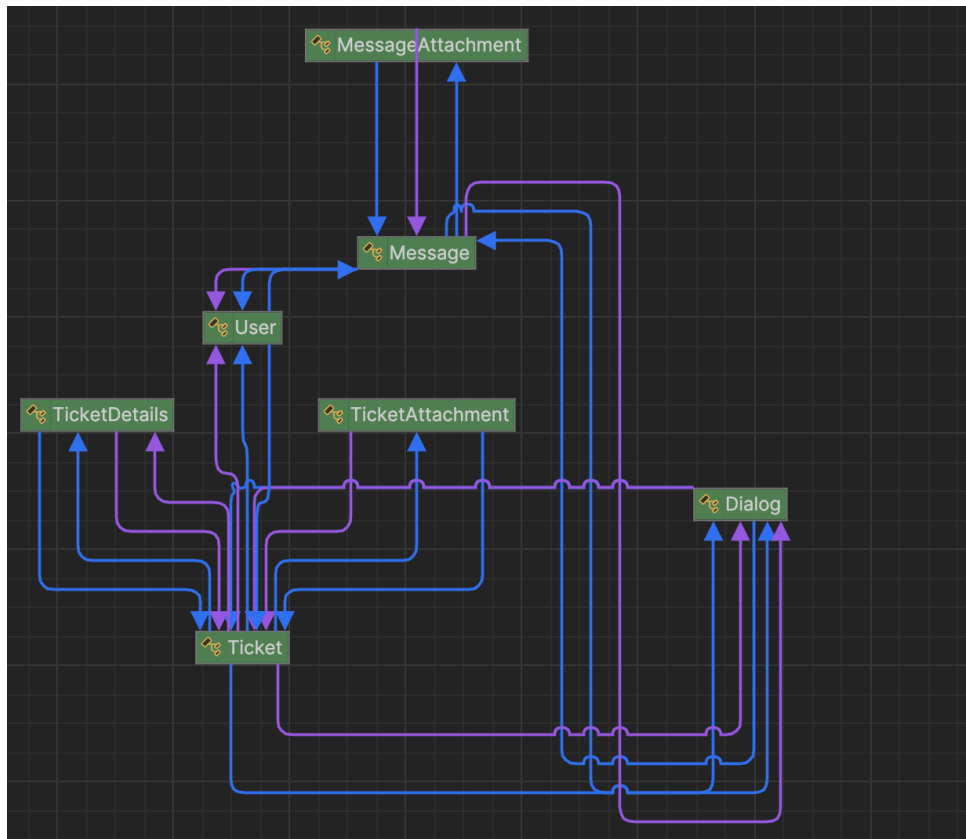 MessageAttachment
Message
User
TicketDetails
TicketAttachment
Dialog
Ticket